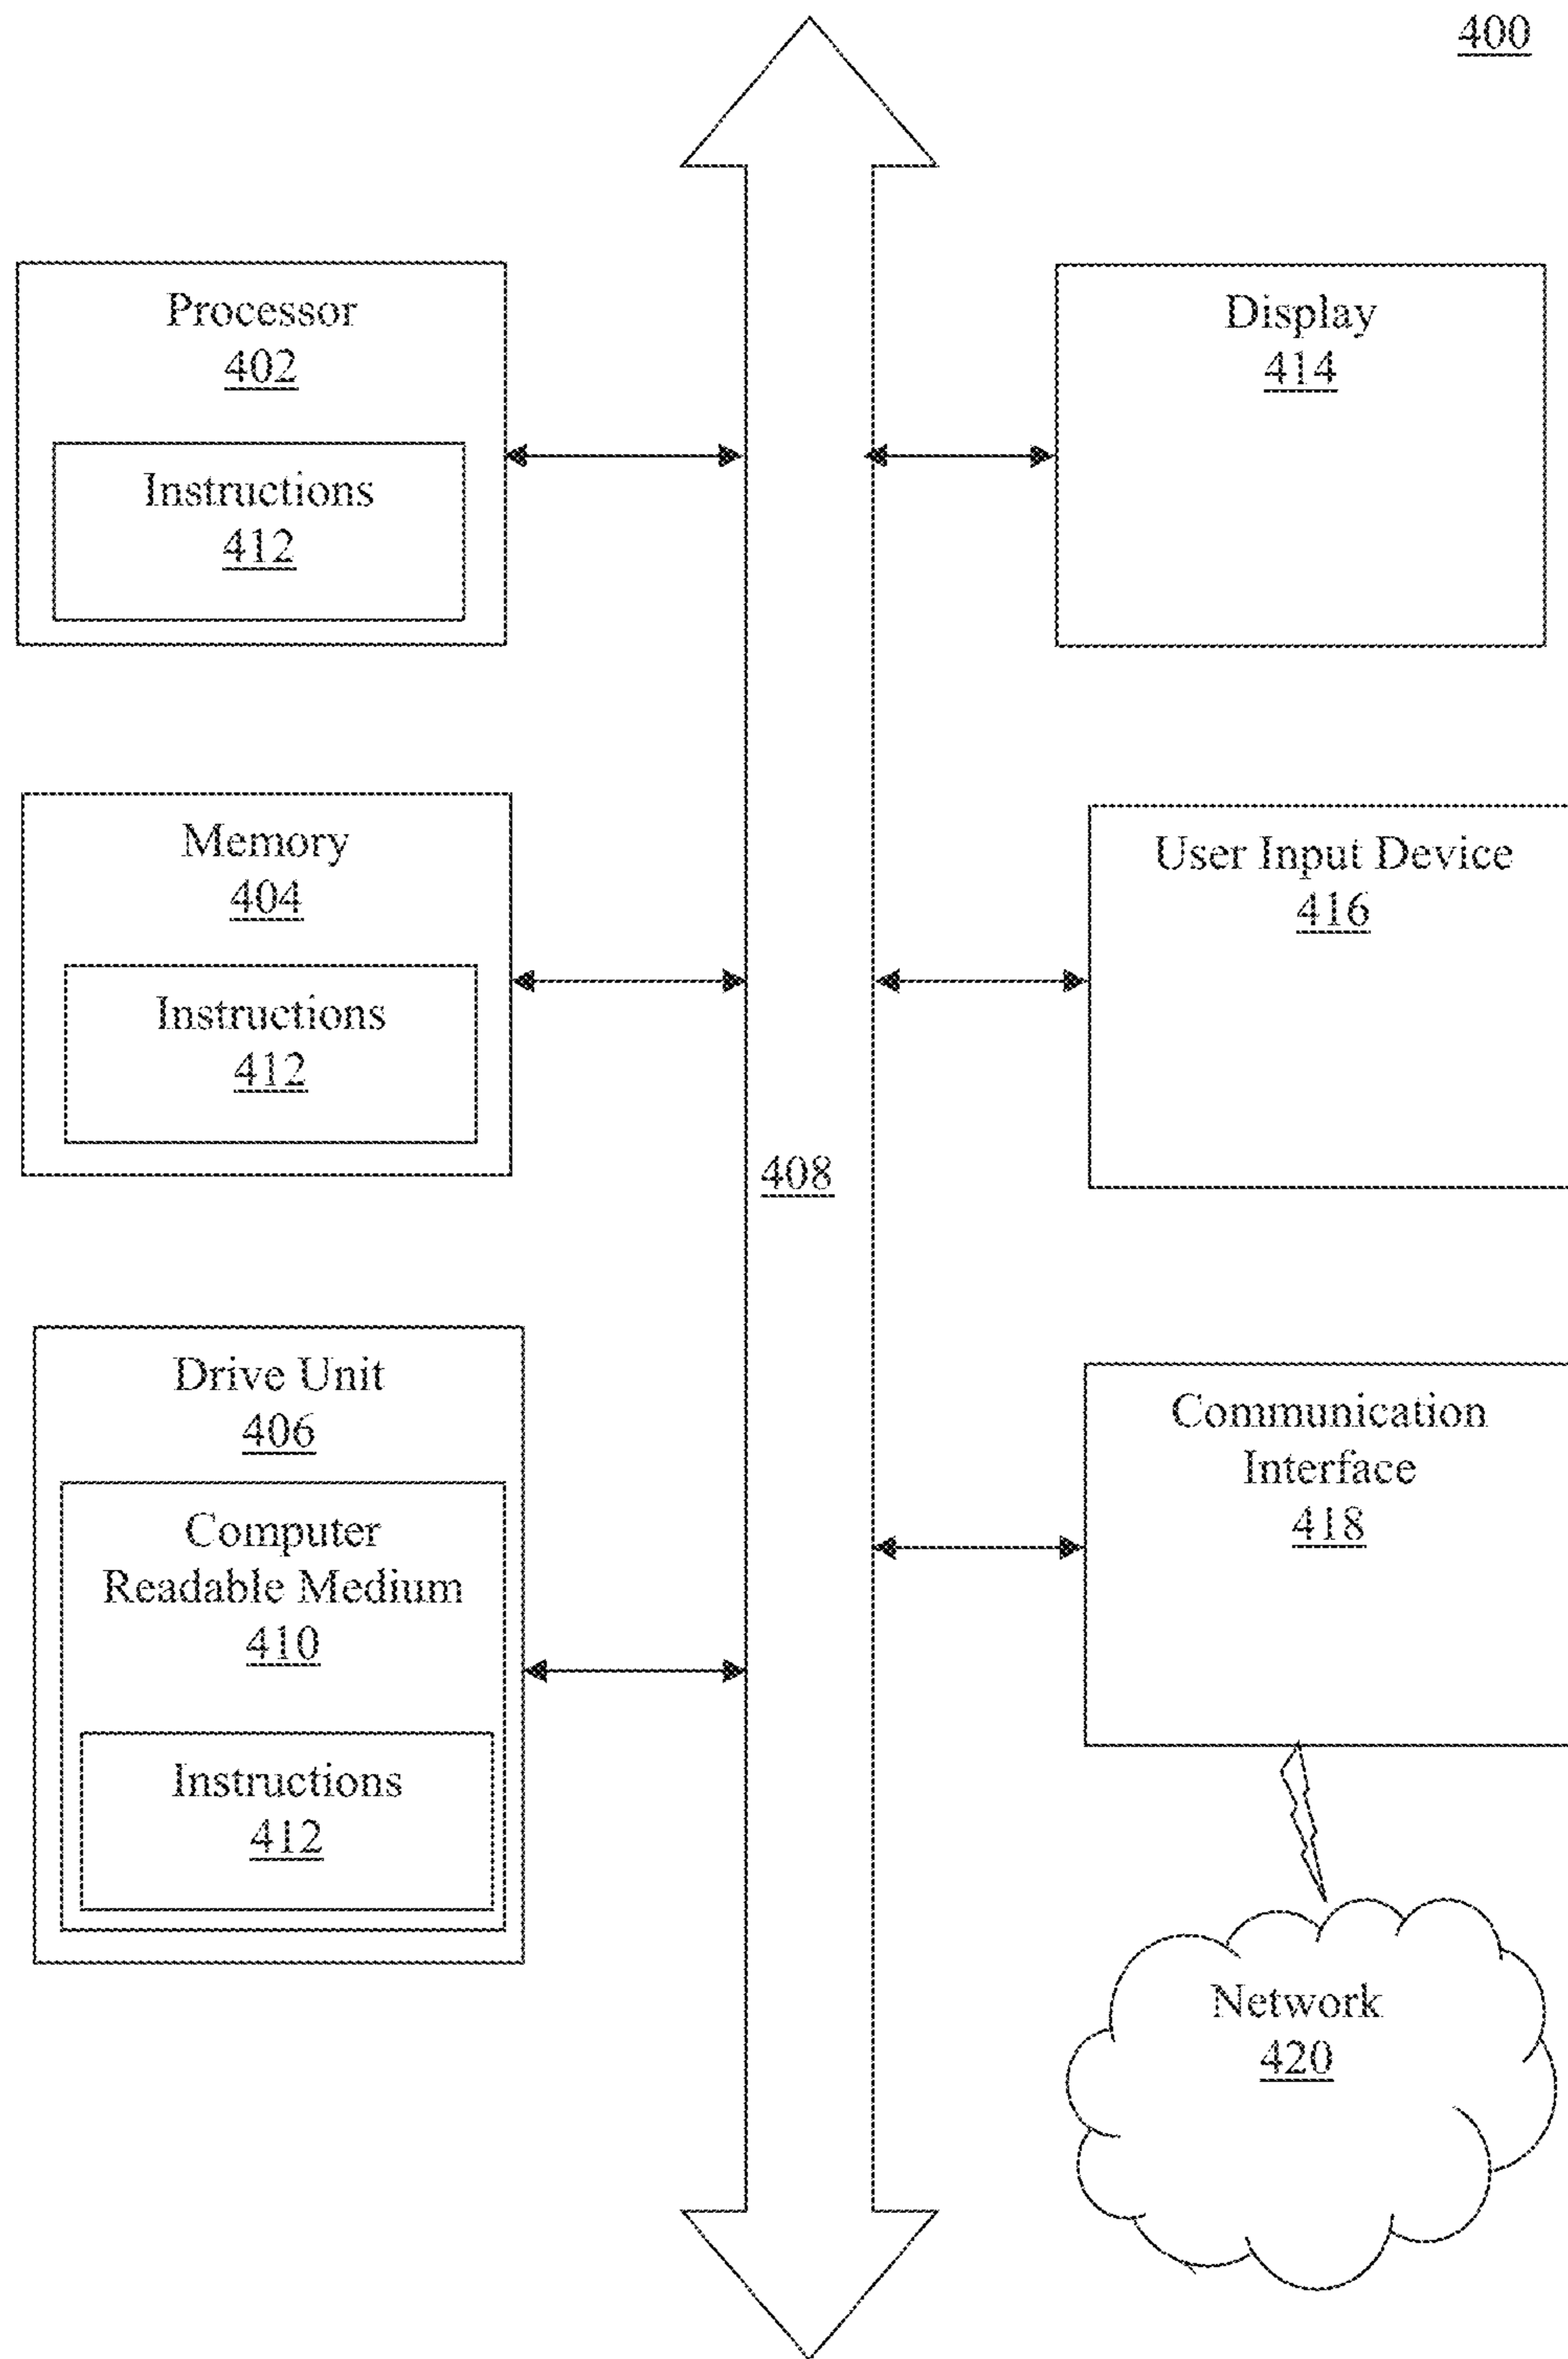 400
Processor
402
Instructions
412
Display
414
Memory
404
Instructions
412
User Input Device
416
408
Drive Unit
406
Computer
Readable Medium
410
Instructions
412
Communication
Interface
418
Network
420